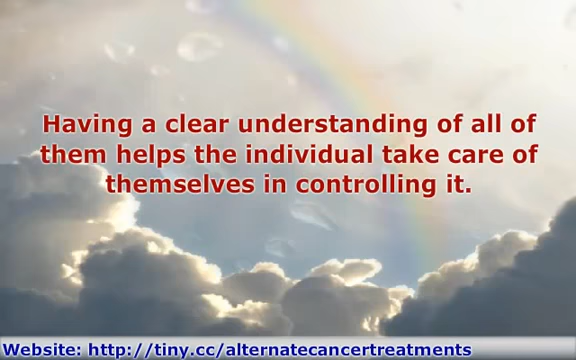 Having a clear understanding of all of
them helps the individual take care of
themselves in controlling it.
Website: http://tiny.cc/alternatecancertreatments